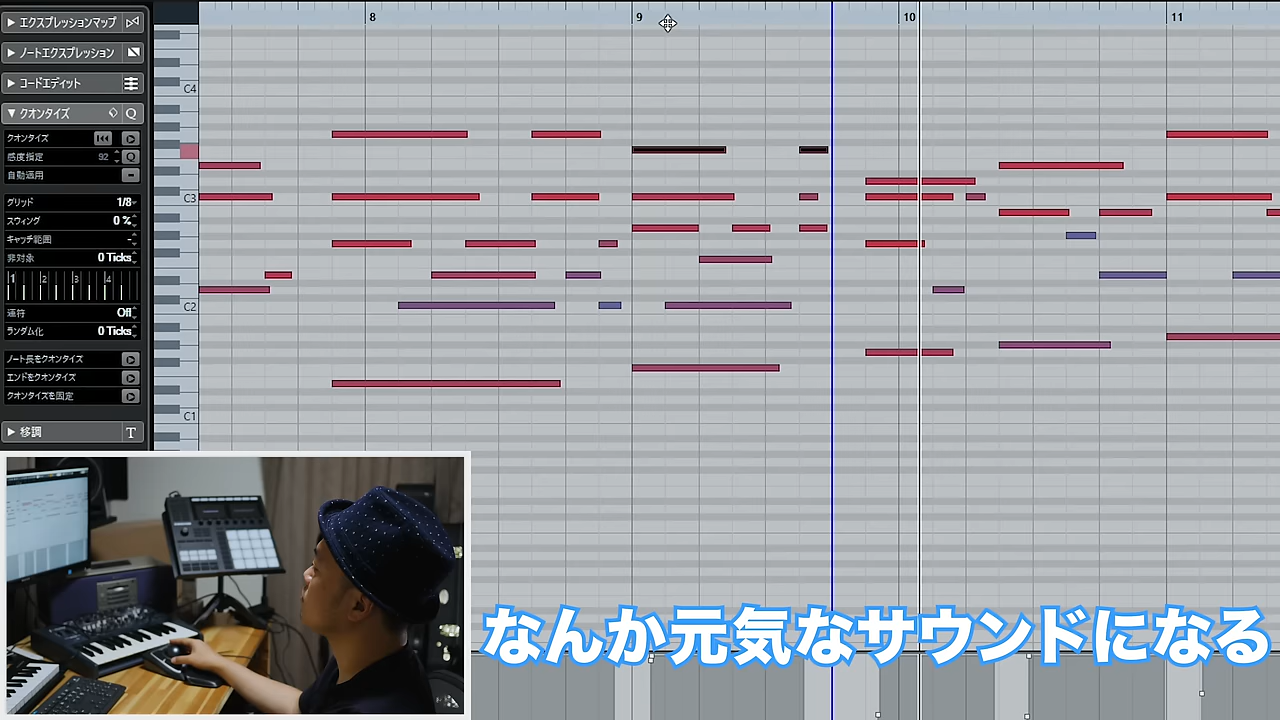 エクスプレッションマップ
ノートエクスプレッション
コードエディット
クオンタイズ Q
クオンタイズ
感度指定 92 Q
自動適用
グリッド 1/8
スウィング 0 %
キャッチ範囲 -
非対象 0 Ticks
1 2 3 4
連符 Off
ランダム化 0 Ticks
ノート長をクオンタイズ
エンドをクオンタイズ
クオンタイズを固定
移調 T
8 9 10 11
C4
C3
C2
C1
なんか元気なサウンドになる